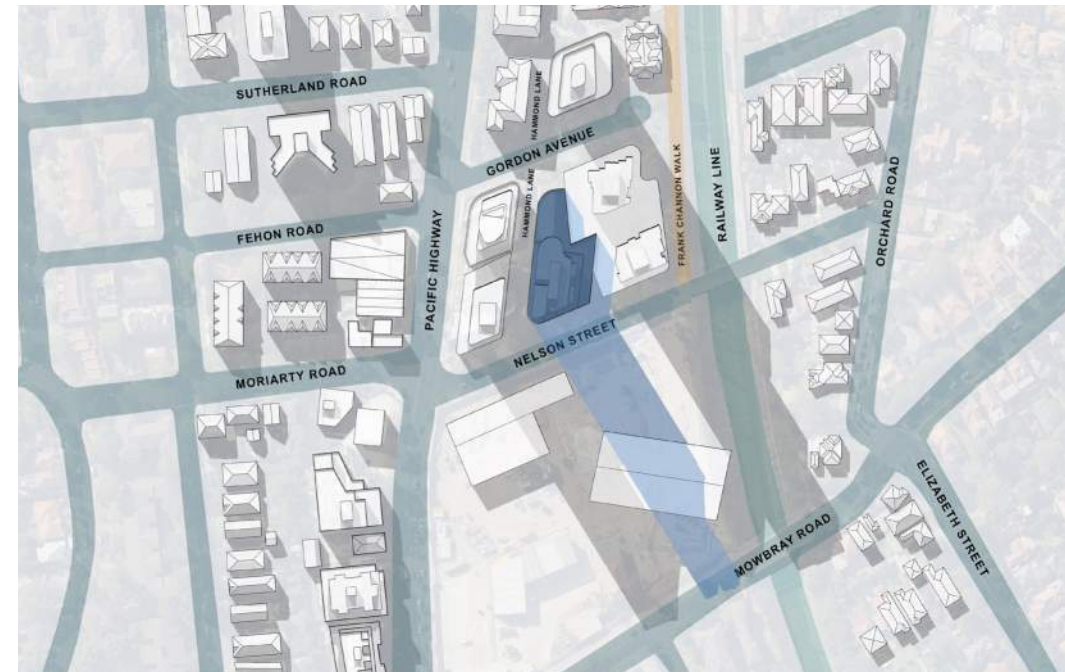 SUTHERLAND ROAD
HAMMOND LANE
GORDON AVENUE
FRANK CHANNON WALK
RAILWAY LINE
ORCHARD ROAD
HAMMOND LANE
FEHON ROAD
PACIFIC HIGHWAY
NELSON STREET
MORIARTY ROAD
MOWBRAY ROAD
ELIZABETH STREET